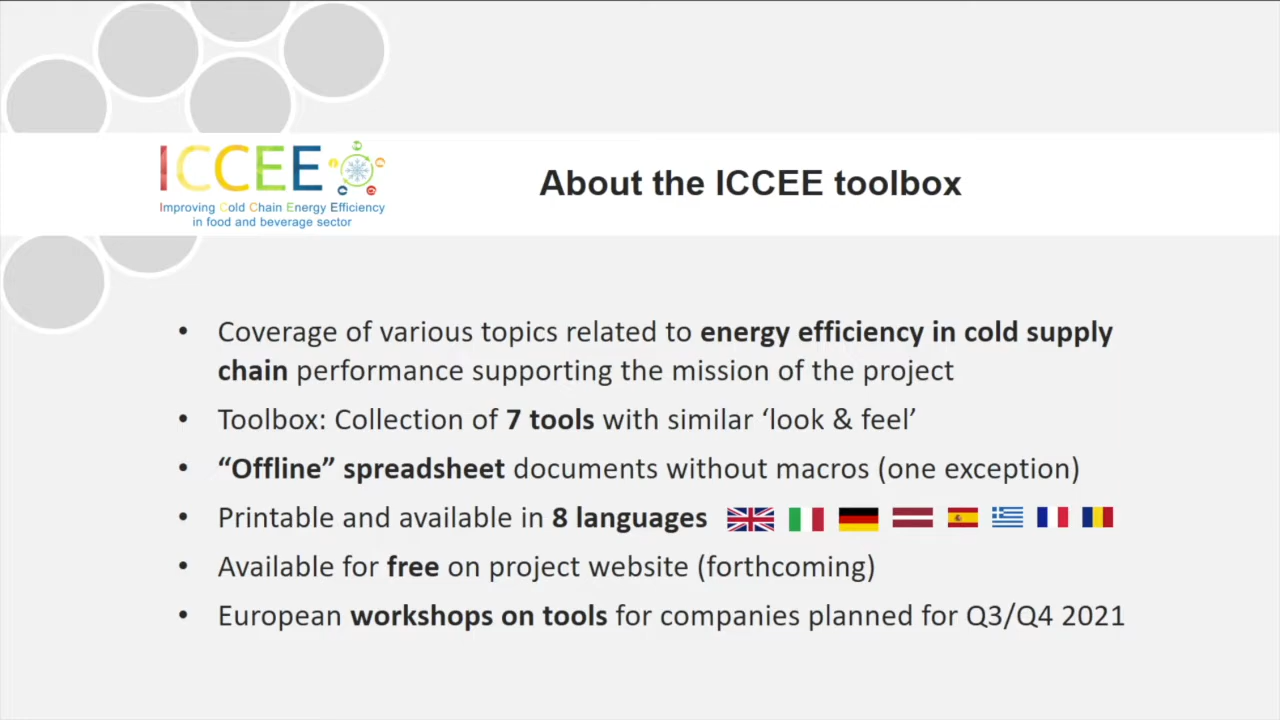 ICCEE
Improving Cold Chain Energy Efficiency
in food and beverage sector
About the ICCEE toolbox
• Coverage of various topics related to energy efficiency in cold supply
chain performance supporting the mission of the project
• Toolbox: Collection of 7 tools with similar ‘look & feel’
• “Offline” spreadsheet documents without macros (one exception)
• Printable and available in 8 languages
• Available for free on project website (forthcoming)
• European workshops on tools for companies planned for Q3/Q4 2021